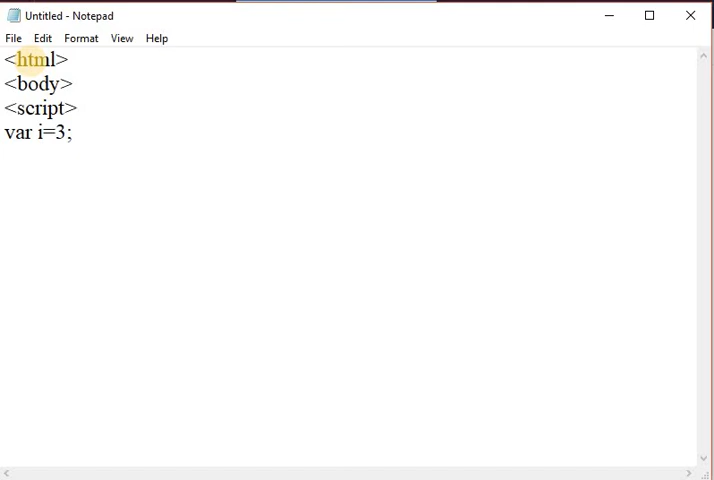 Untitled - Notepad
File Edit Format View Help
<html>
<body>
<script>
var i=3;